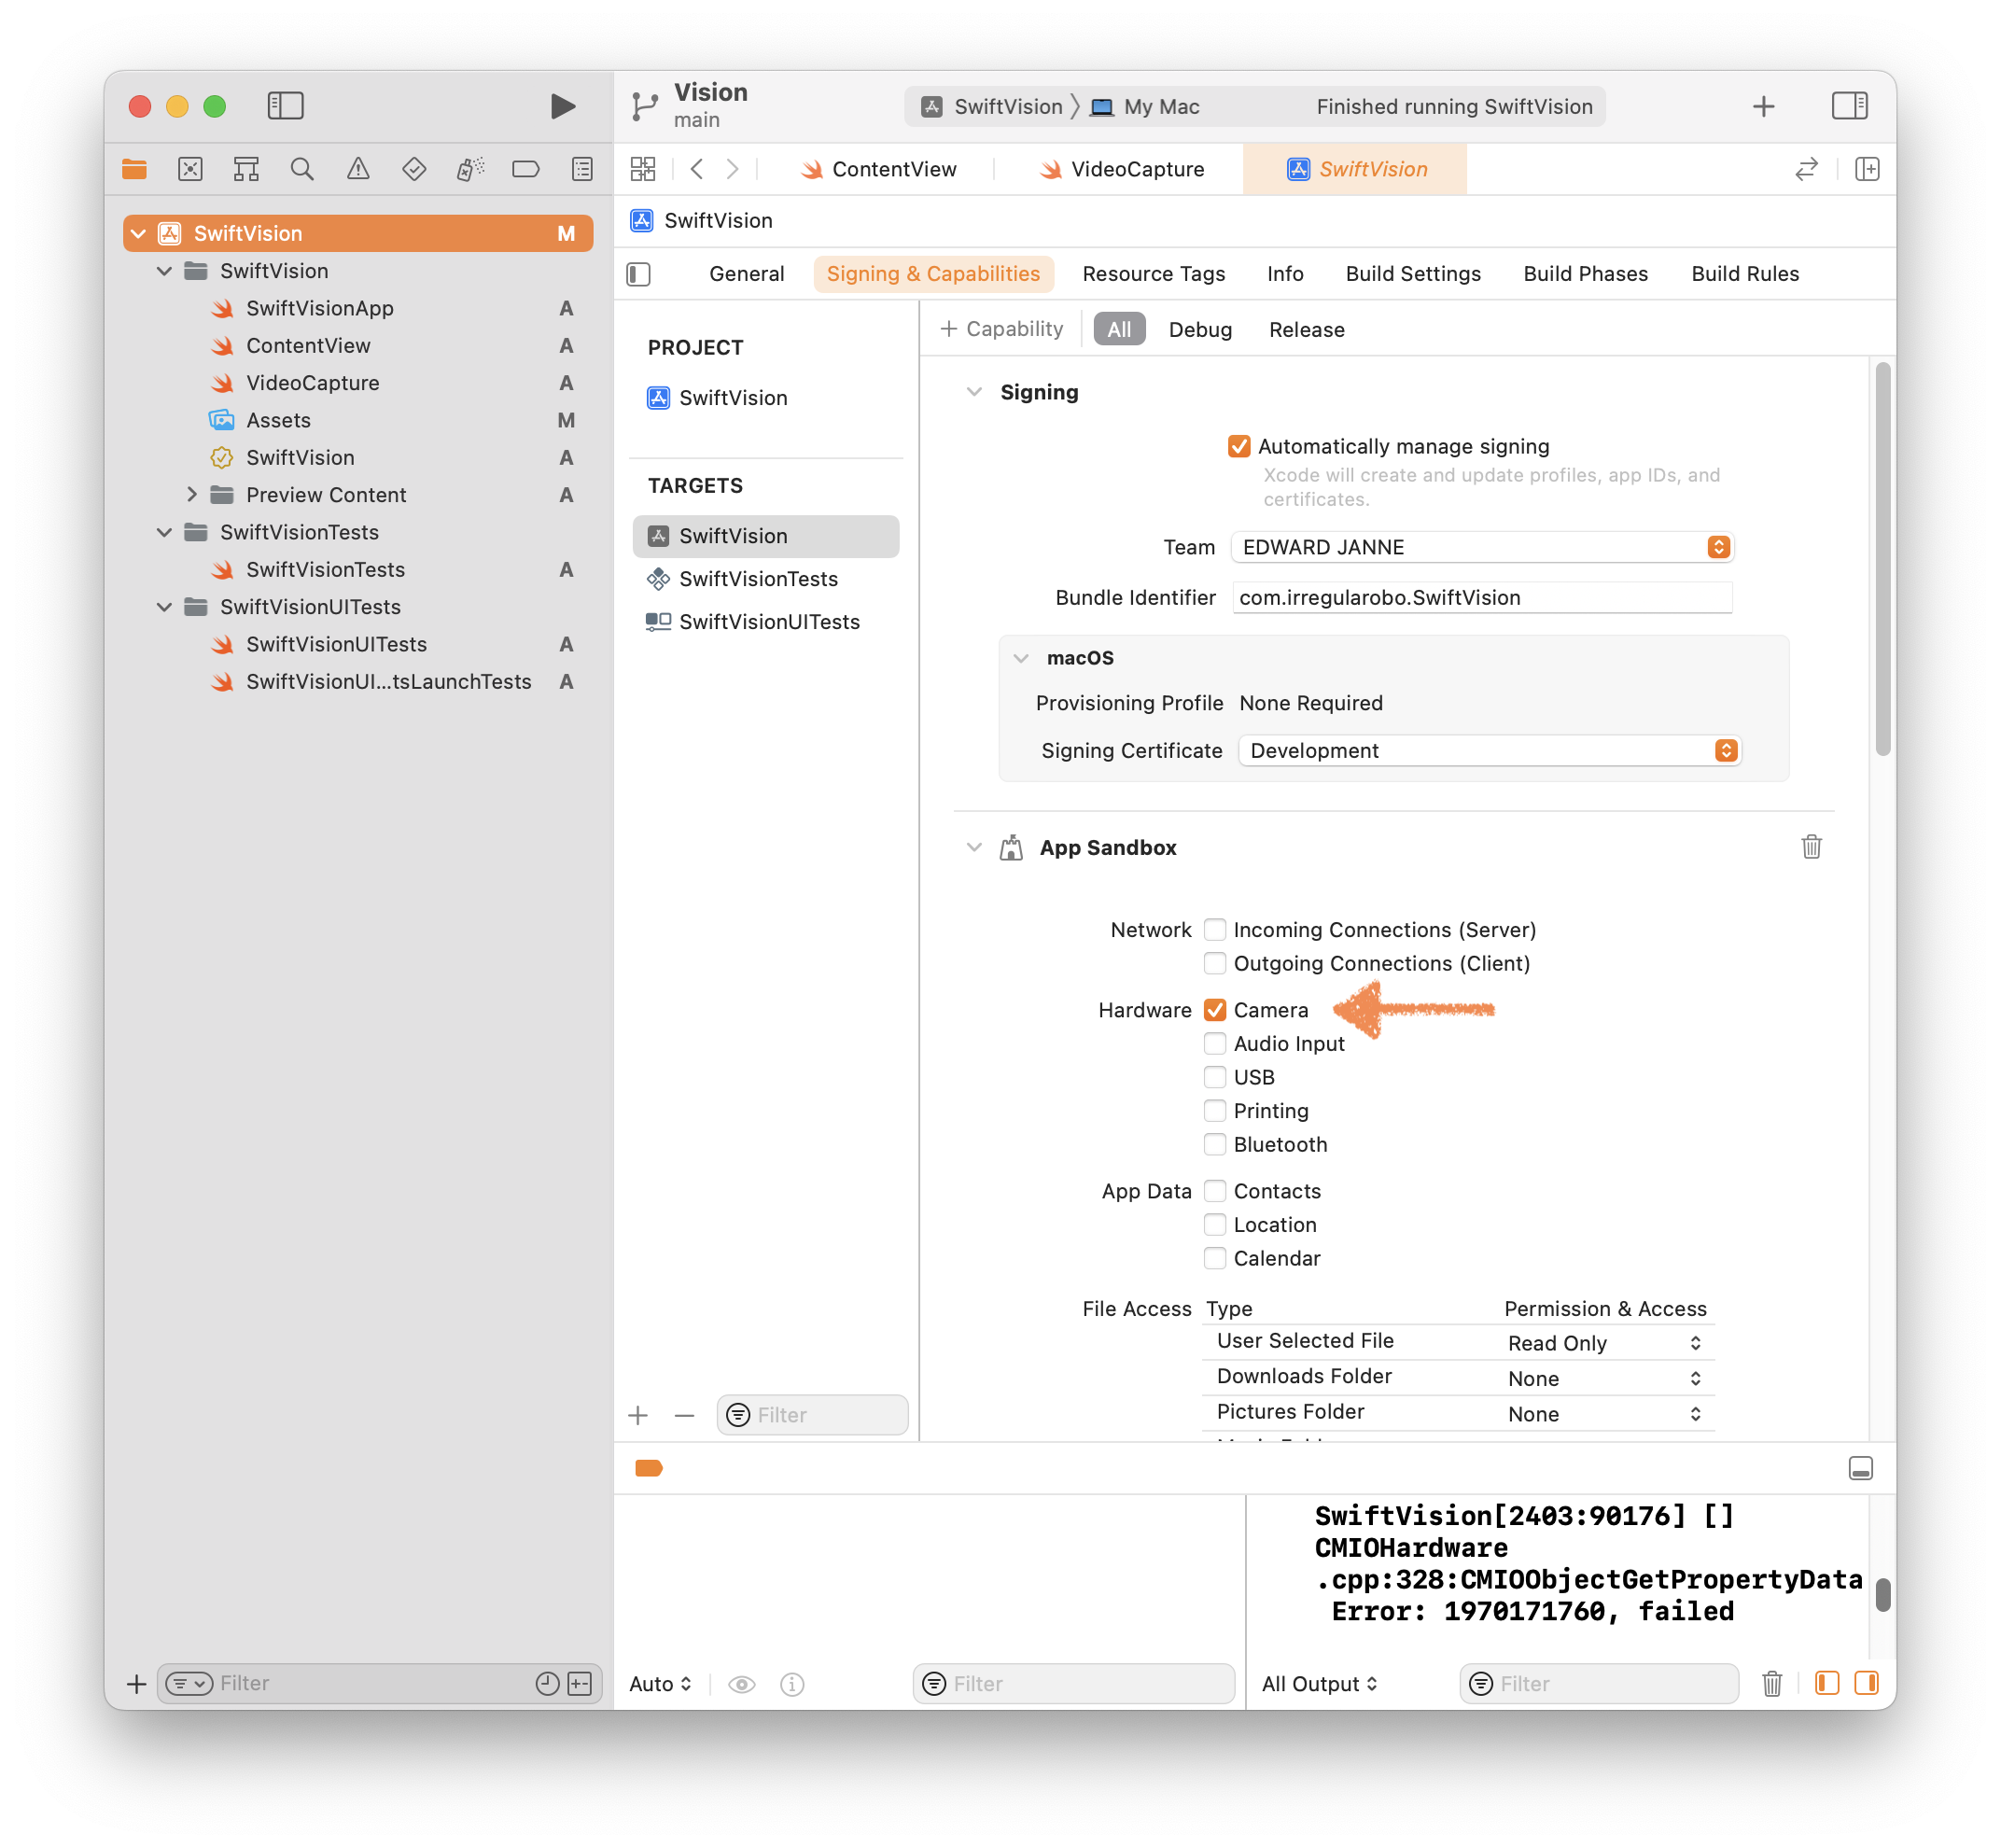 Vision
main
SwiftVision
My Mac
Finished running SwiftVision
ContentView
VideoCapture
SwiftVision
SwiftVision M
SwiftVision
SwiftVisionApp A
ContentView A
VideoCapture A
Assets M
SwiftVision A
Preview Content A
SwiftVisionTests
SwiftVisionTests A
SwiftVisionUITests
SwiftVisionUITests A
SwiftVisionUI...tsLaunchTests A
Filter
SwiftVision
General
Signing & Capabilities
Resource Tags
Info
Build Settings
Build Phases
Build Rules
PROJECT
SwiftVision
TARGETS
SwiftVision
SwiftVisionTests
SwiftVisionUITests
Filter
+ Capability
All
Debug
Release
Signing
Automatically manage signing
Xcode will create and update profiles, app IDs, and
certificates.
Team EDWARD JANNE
Bundle Identifier com.irregularobo.SwiftVision
macOS
Provisioning Profile None Required
Signing Certificate Development
App Sandbox
Network Incoming Connections (Server)
Outgoing Connections (Client)
Hardware Camera
Audio Input
USB
Printing
Bluetooth
App Data Contacts
Location
Calendar
File Access Type Permission & Access
User Selected File Read Only
Downloads Folder None
Pictures Folder None
SwiftVision[2403:90176] []
CMIOHardware
.cpp:328:CMIOObjectGetPropertyData
Error: 1970171760, failed
Auto
Filter
All Output
Filter